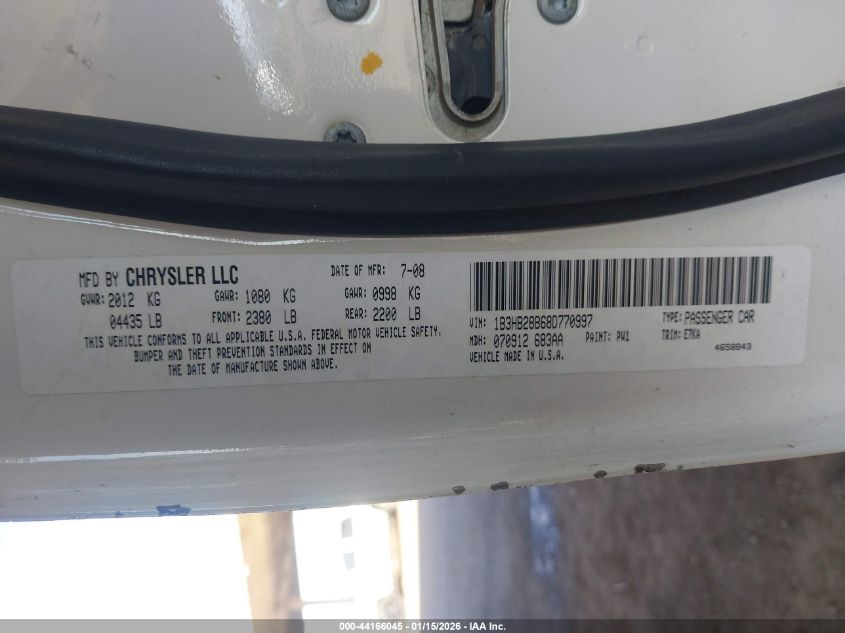 MFD BY CHRYSLER LLC DATE OF MFR: 7-08
GVWR: 2012 KG GAWR: 1080 KG GAWR: 0998 KG
04435 LB FRONT: 2380 LB REAR: 2200 LB
THIS VEHICLE CONFORMS TO ALL APPLICABLE U.S.A. FEDERAL MOTOR VEHICLE SAFETY,
BUMPER AND THEFT PREVENTION STANDARDS IN EFFECT ON
THE DATE OF MANUFACTURE SHOWN ABOVE.
VIN: 1B3HB28B68D770997 TYPE: PASSENGER CAR
MDH: 070912 683AA PAINT: PW1 TRIM: E7KA
VEHICLE MADE IN U.S.A. 4658843
000-44166045 - 01/15/2026 - IAA Inc.